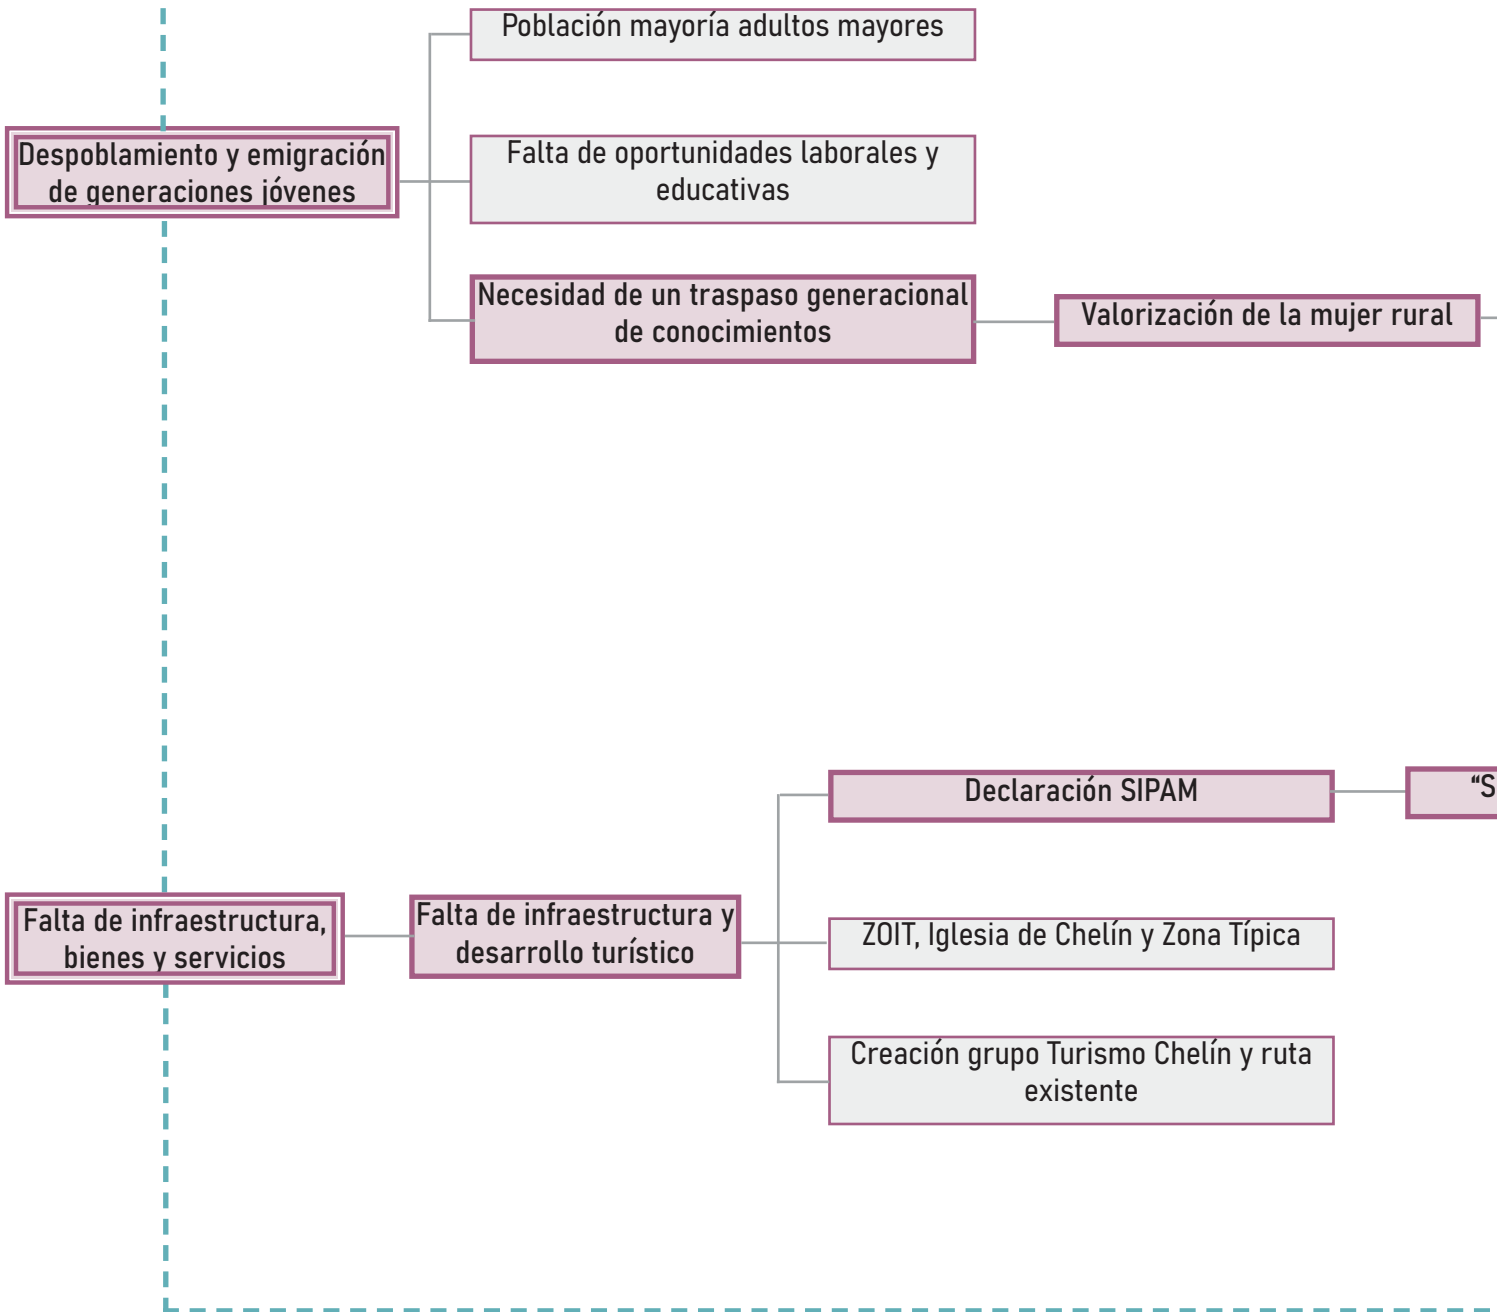 Población mayoría adultos mayores
Despoblamiento y emigración
de generaciones jóvenes
Falta de oportunidades laborales y
educativas
Necesidad de un traspaso generacional
de conocimientos
Valorización de la mujer rural
Declaración SIPAM
“S
Falta de infraestructura,
bienes y servicios
Falta de infraestructura y
desarrollo turístico
ZOIT, Iglesia de Chelín y Zona Típica
Creación grupo Turismo Chelín y ruta
existente